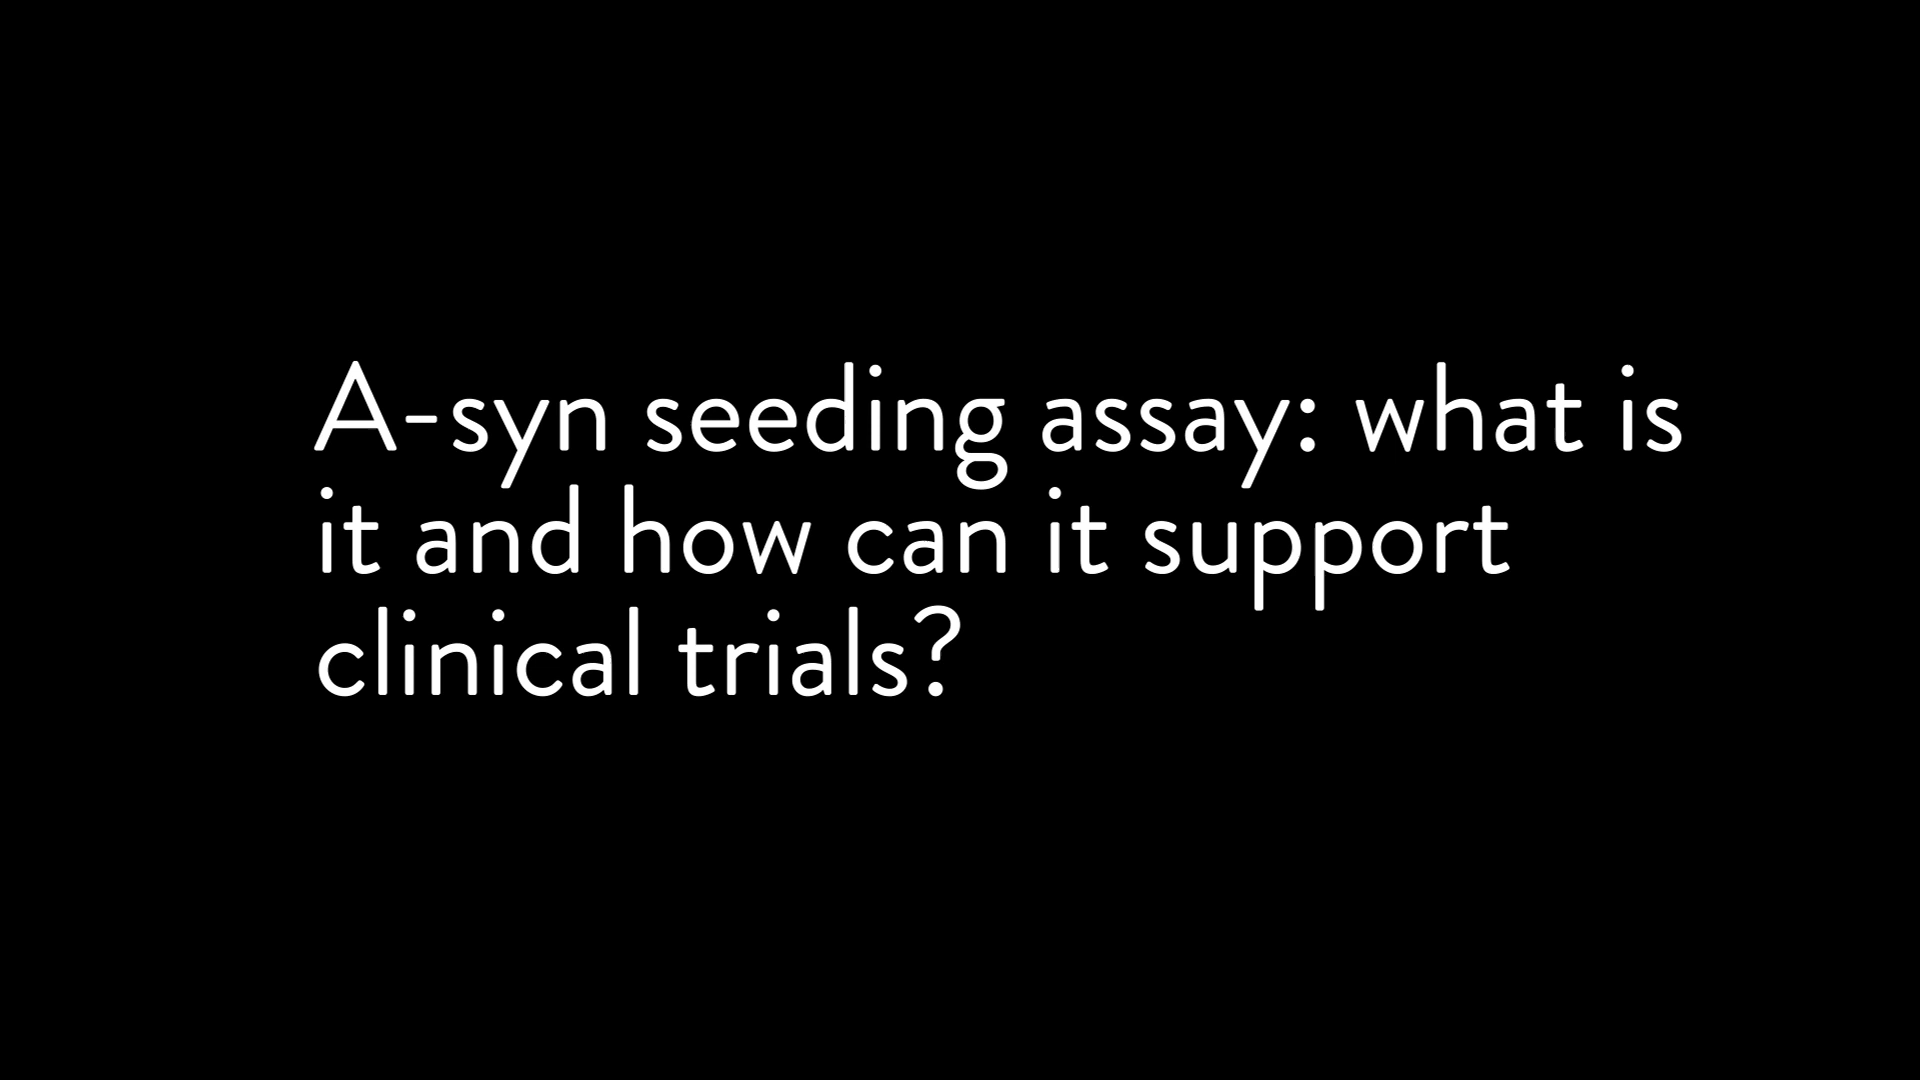 A-syn seeding assay: what is
it and how can it support
clinical trials?